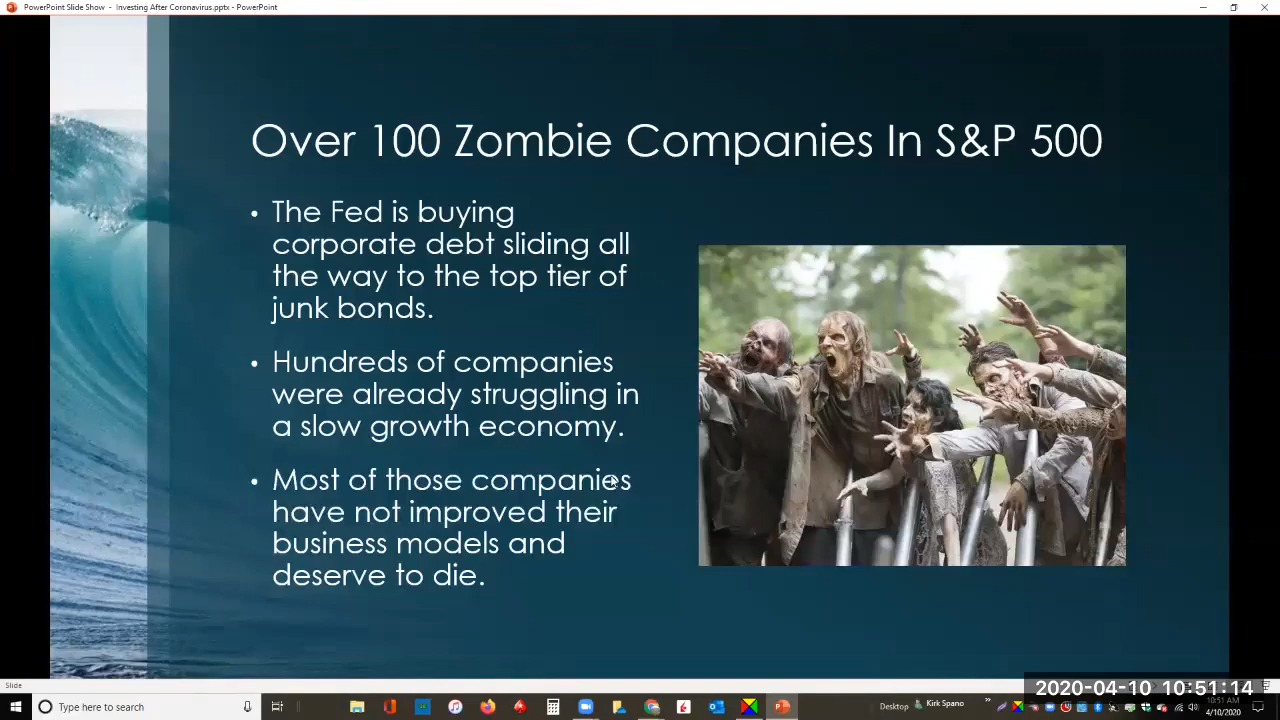 PowerPoint Slide Show - Investing After Coronavirus.pptx - PowerPoint
Over 100 Zombie Companies In S&P 500
• The Fed is buying
corporate debt sliding all
the way to the top tier of
junk bonds.
• Hundreds of companies
were already struggling in
a slow growth economy.
• Most of those companies
have not improved their
business models and
deserve to die.
Slide
2020-04-10 10:51:14
Type here to search
Desktop
Kirk Spano
10:51 AM
4/10/2020